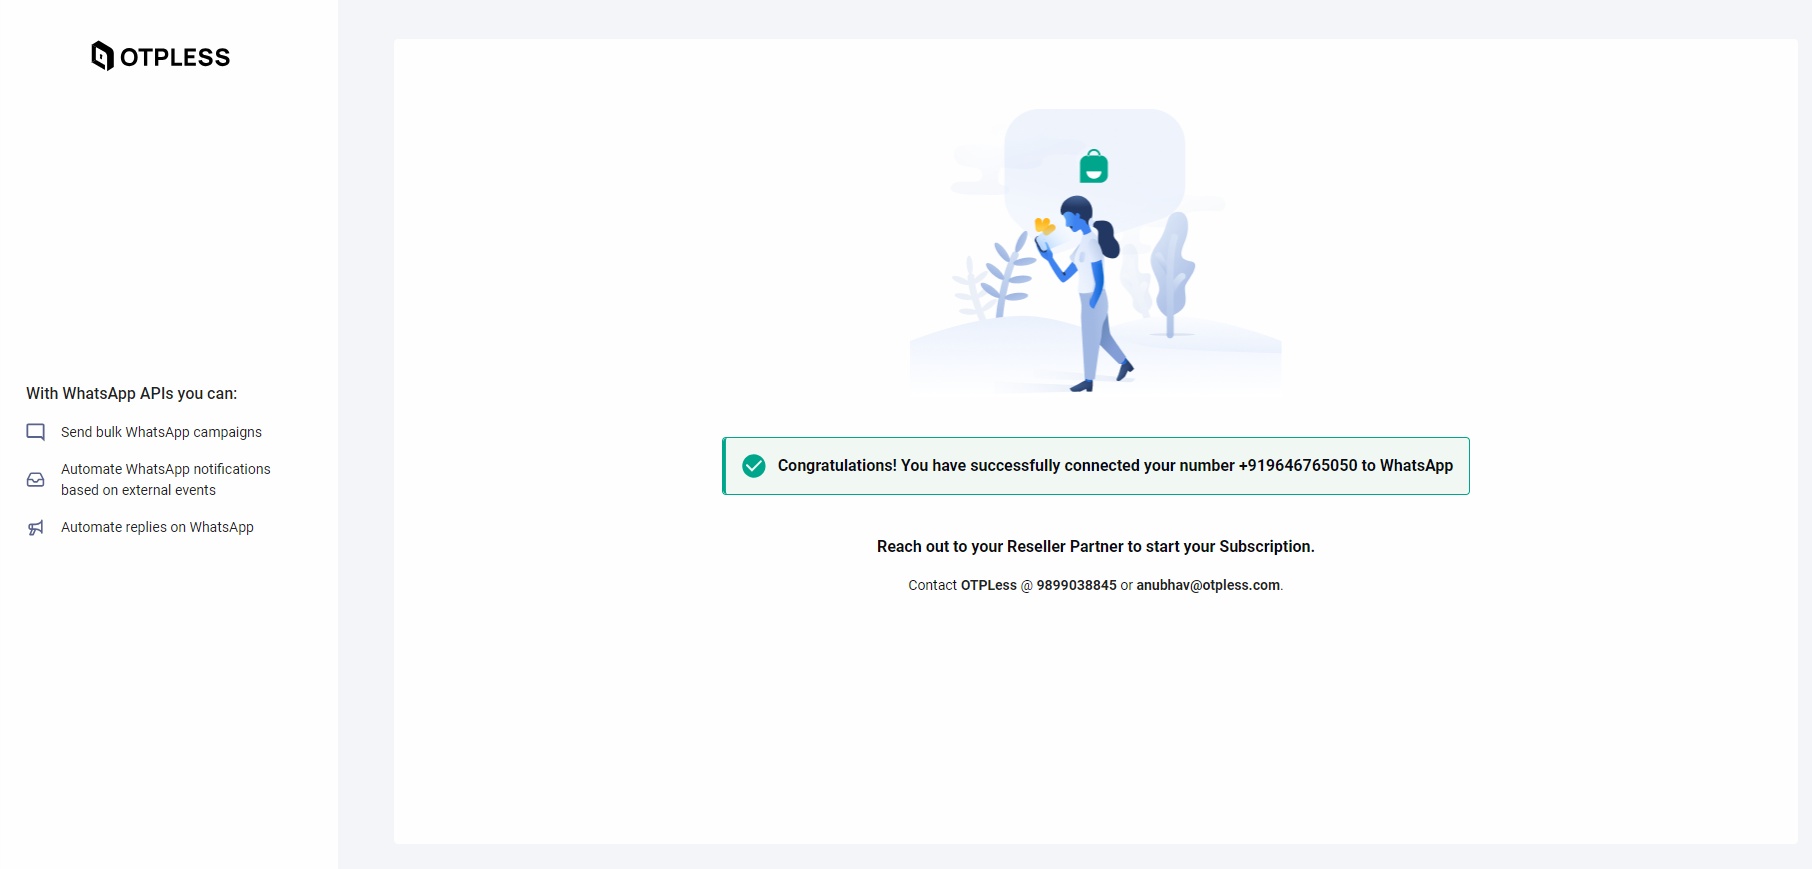 OTPLESS
With WhatsApp APIs you can:
Send bulk WhatsApp campaigns
Automate WhatsApp notifications
based on external events
Automate replies on WhatsApp
Congratulations! You have successfully connected your number +919646765050 to WhatsApp
Reach out to your Reseller Partner to start your Subscription.
Contact OTPLess @ 9899038845 or anubhav@otpless.com.